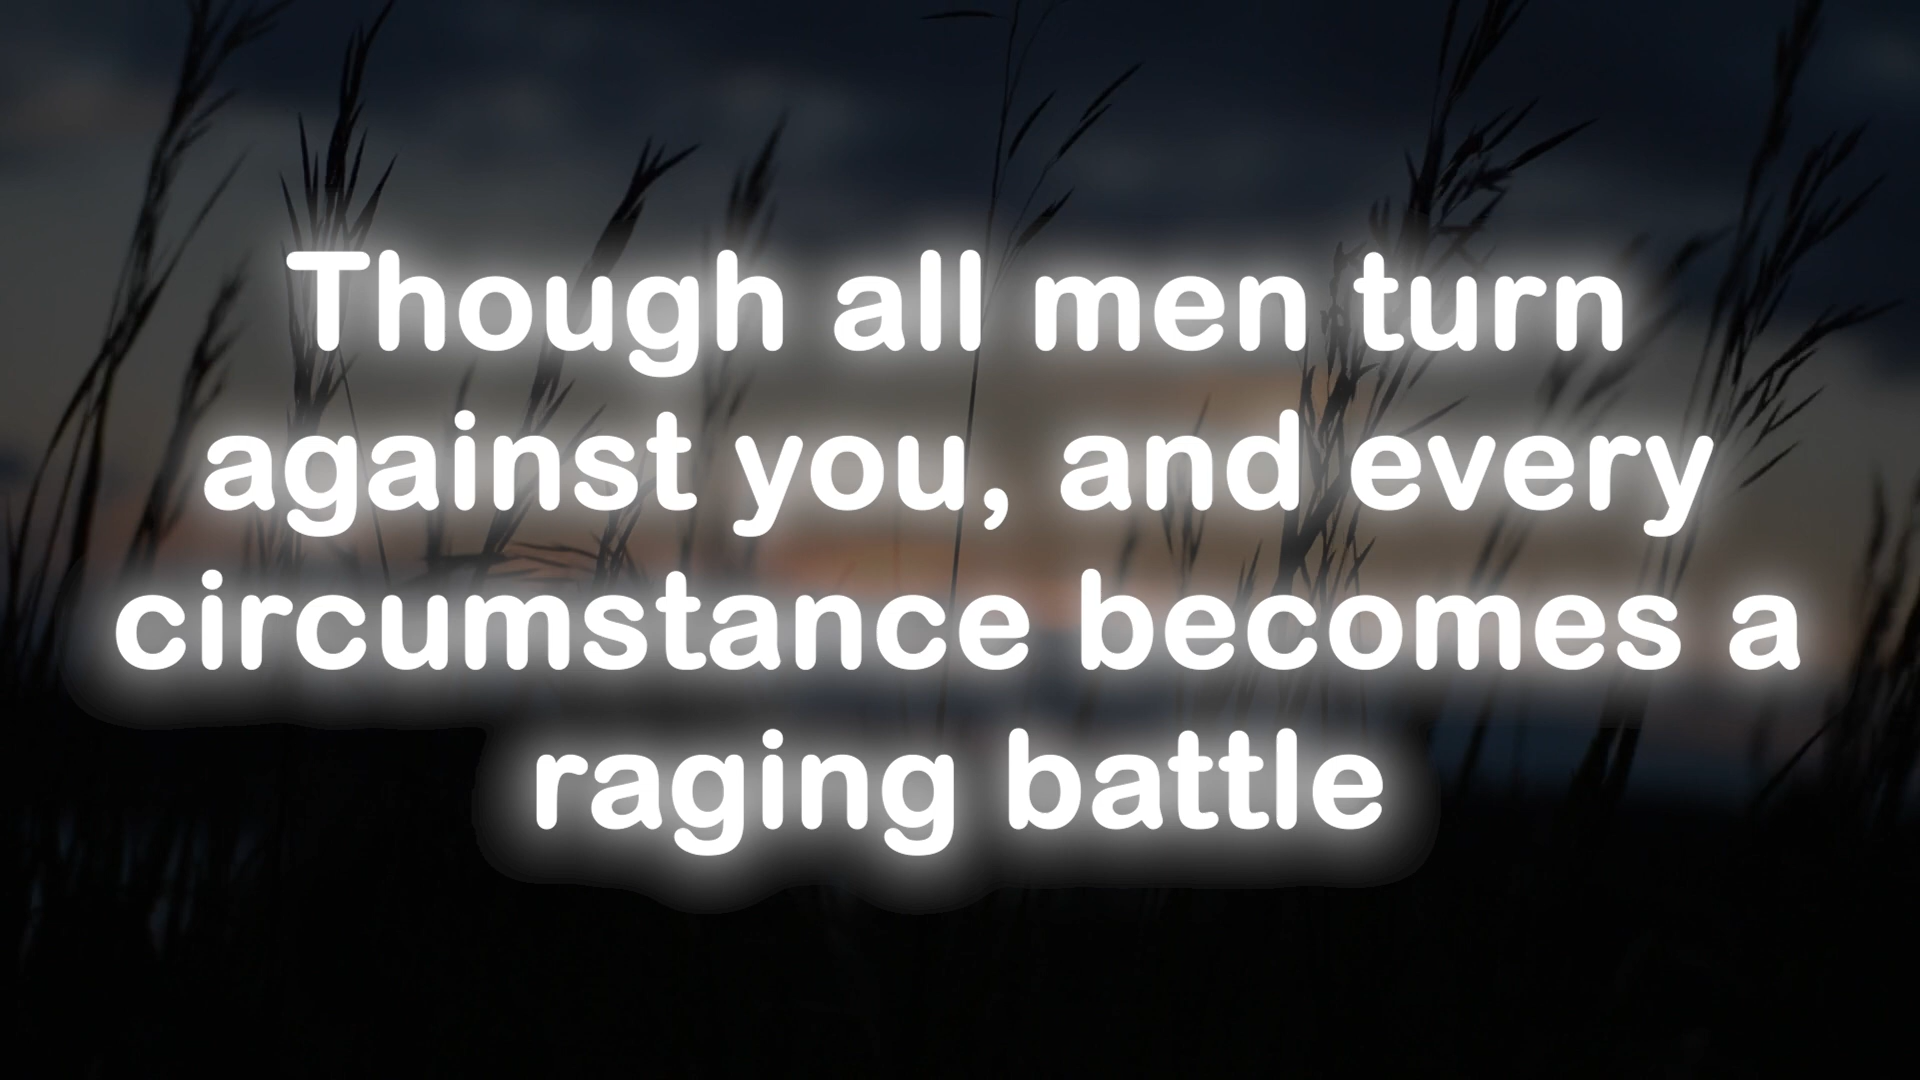 Though all men turn
against you, and every
circumstance becomes a
raging battle